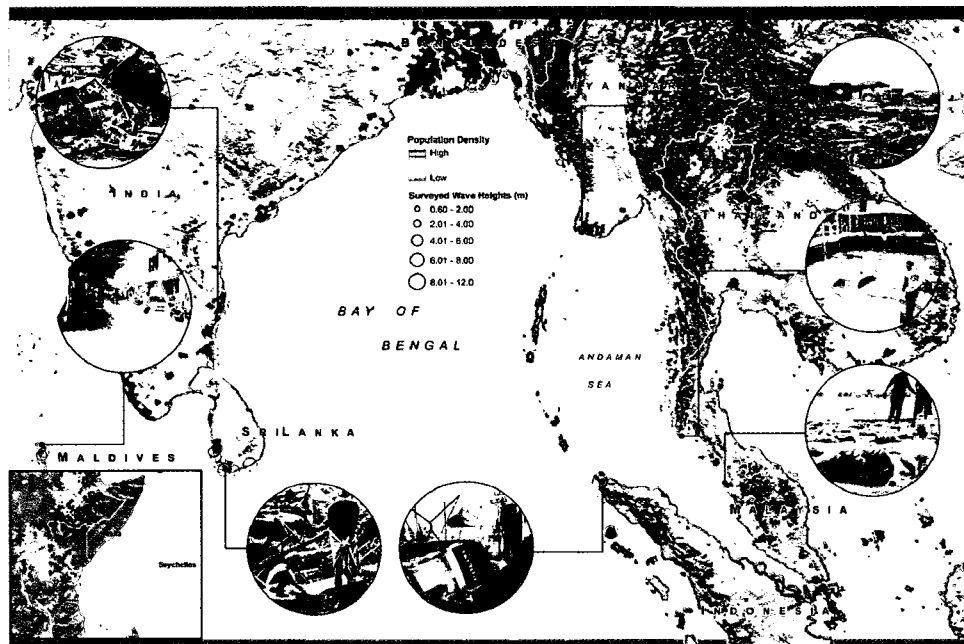 YAN
Population Density
High
Low
INDIA
Surveyed Wave Heights (m)
0.60 - 2.00
2.01 - 4.00
4.01 - 6.00
6.01 - 8.00
8.01 - 12.0
THAILAND
BAY OF
BENGAL
ANDAMAN
SEA
SRI LANKA
MALDIVES
MALAYSIA
Seychelles
INDONESIA